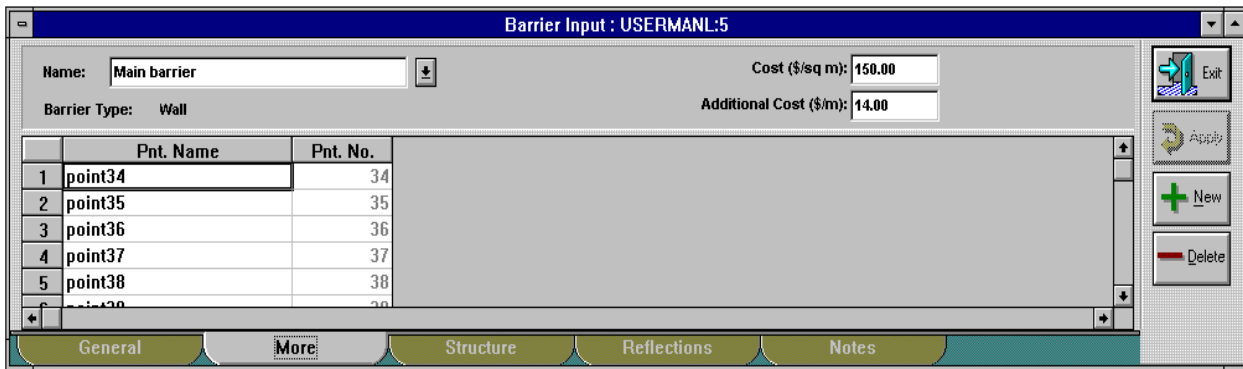 Barrier Input : USERMANL:5
Name: Main barrier Cost ($/sq m): 150.00
Barrier Type: Wall Additional Cost ($/m): 14.00
Exit
Apply
New
Delete
Pnt. Name Pnt. No.
1 point34 34
2 point35 35
3 point36 36
4 point37 37
5 point38 38
General More Structure Reflections Notes